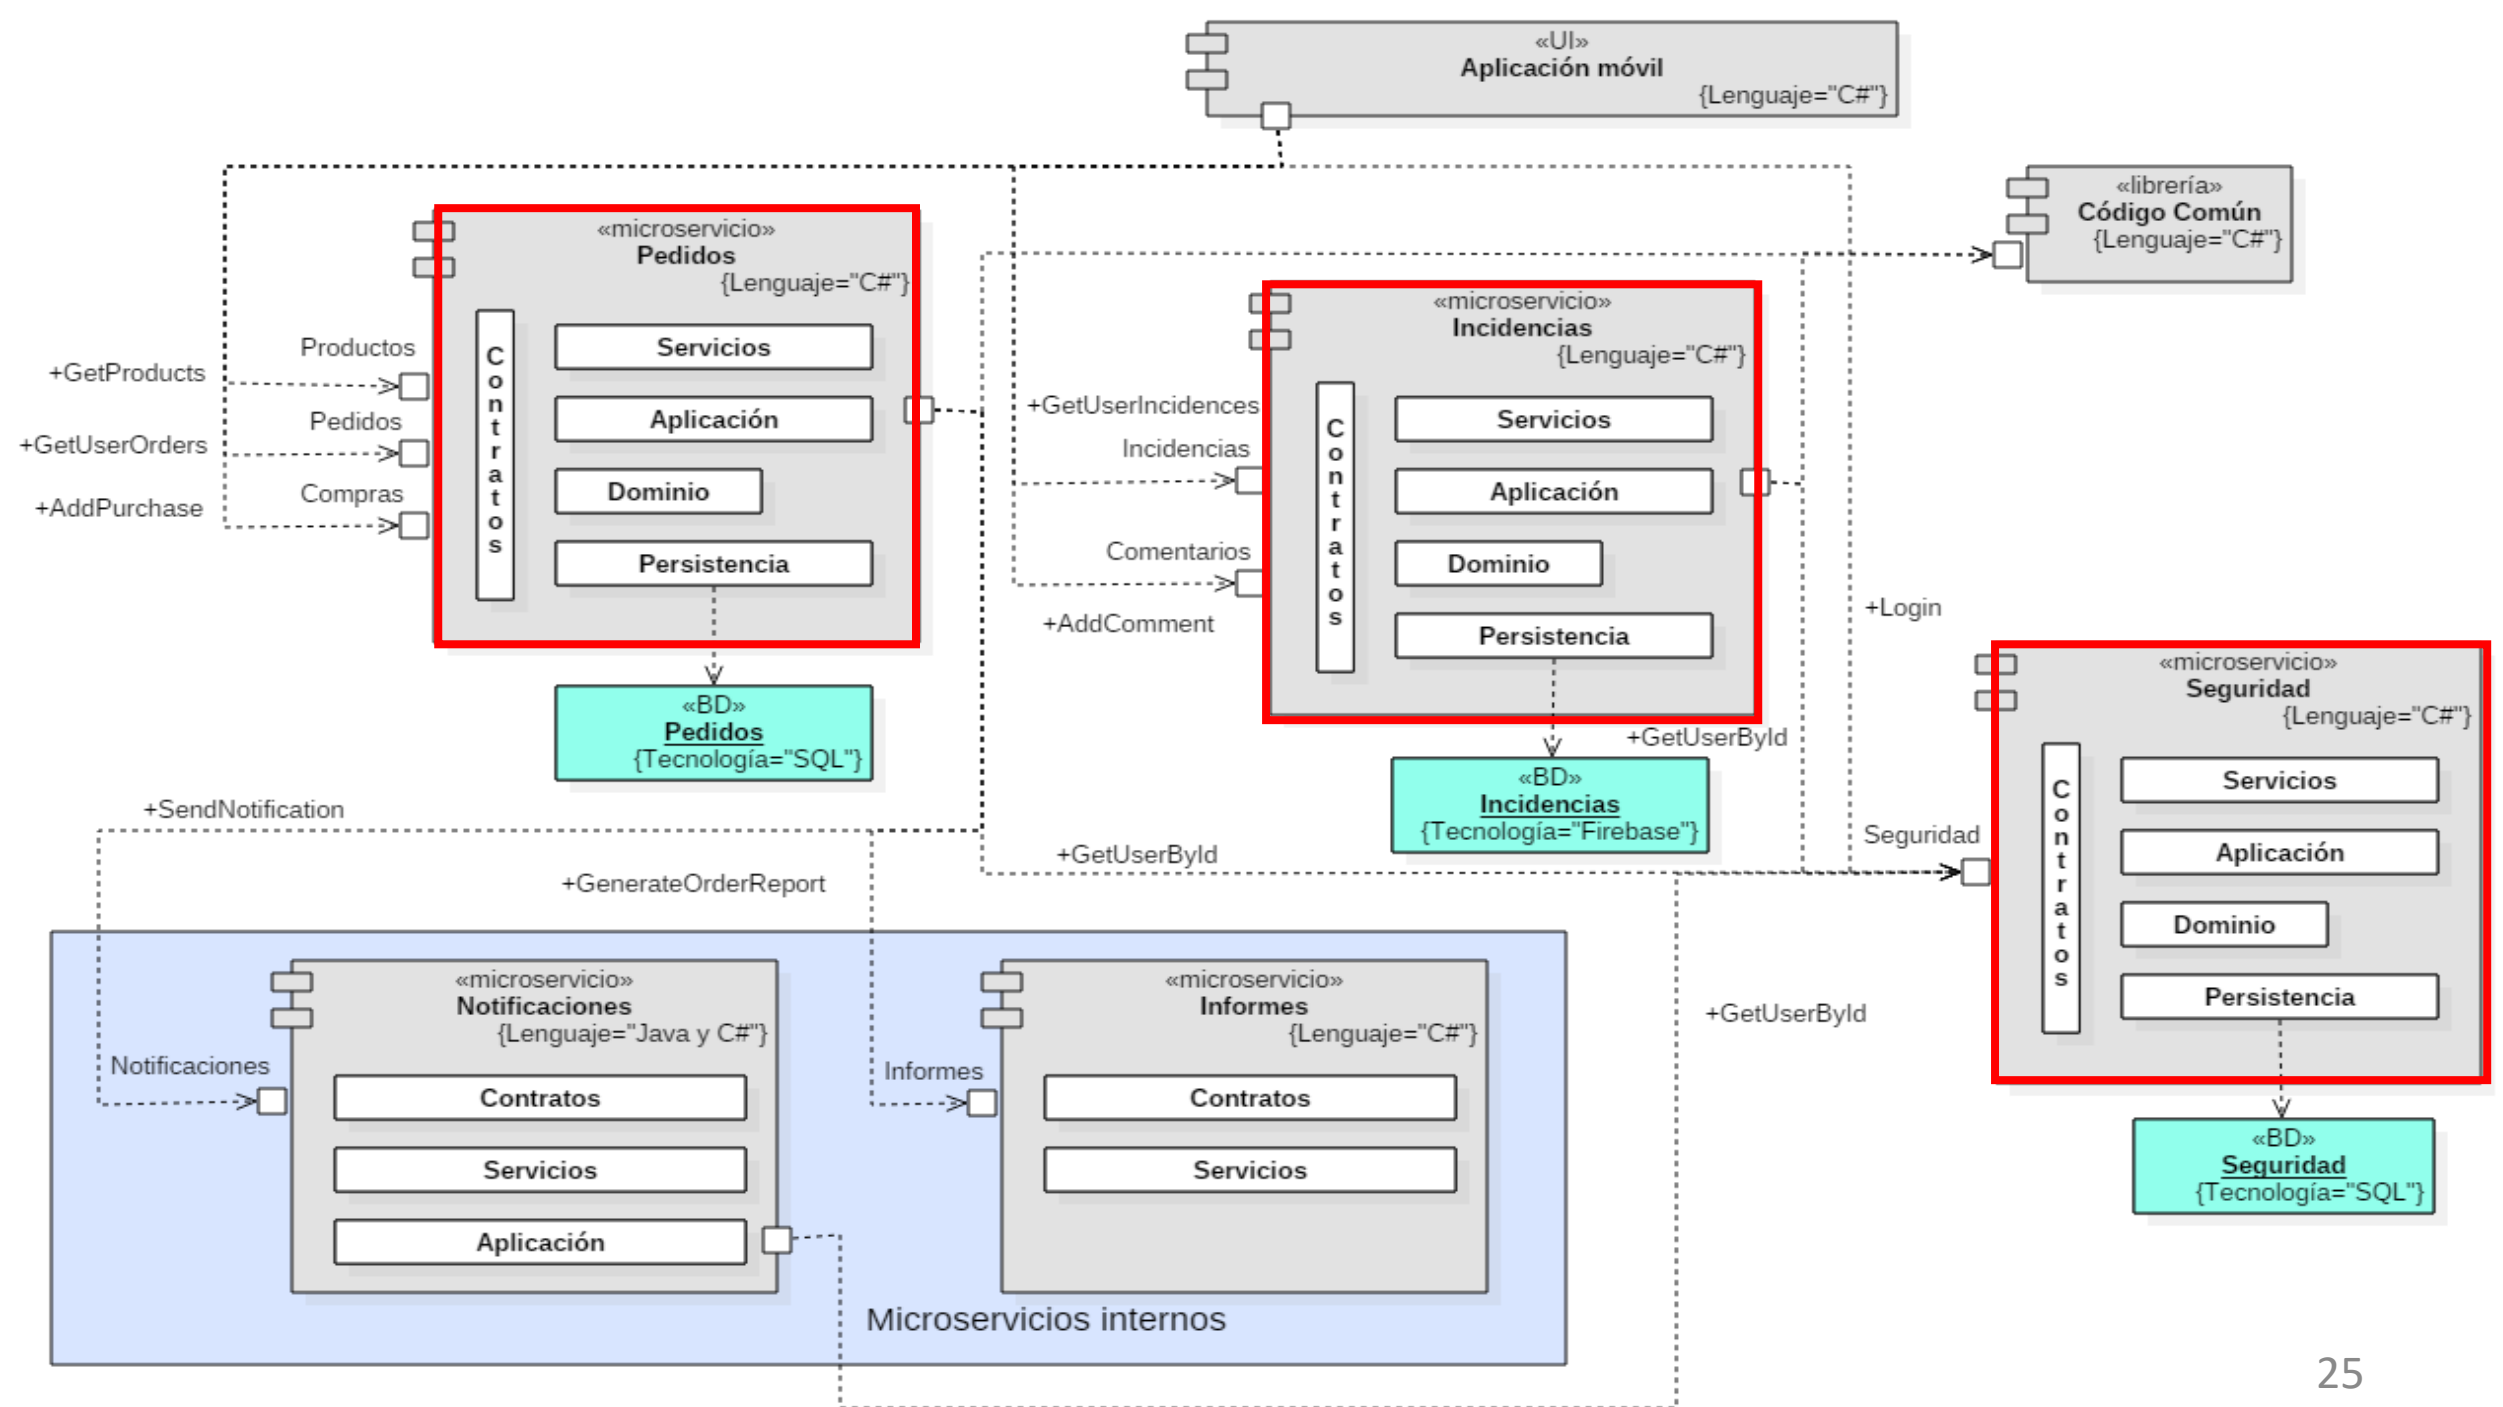 «UI»
Aplicación móvil
{Lenguaje="C#"}
«librería»
Código Común
{Lenguaje="C#"}
«microservicio»
Pedidos
{Lenguaje="C#"}
Contratos
Servicios
Aplicación
Dominio
Persistencia
Productos
+GetProducts
Pedidos
+GetUserOrders
Compras
+AddPurchase
«BD»
Pedidos
{Tecnología="SQL"}
«microservicio»
Incidencias
{Lenguaje="C#"}
Contratos
Servicios
Aplicación
Dominio
Persistencia
+GetUserIncidences
Incidencias
Comentarios
+AddComment
+GetUserById
«BD»
Incidencias
{Tecnología="Firebase"}
+Login
«microservicio»
Seguridad
{Lenguaje="C#"}
Contratos
Servicios
Aplicación
Dominio
Persistencia
Seguridad
«BD»
Seguridad
{Tecnología="SQL"}
+SendNotification
+GetUserById
+GenerateOrderReport
+GetUserById
«microservicio»
Notificaciones
{Lenguaje="Java y C#"}
Notificaciones
Contratos
Servicios
Aplicación
«microservicio»
Informes
{Lenguaje="C#"}
Informes
Contratos
Servicios
Microservicios internos
25